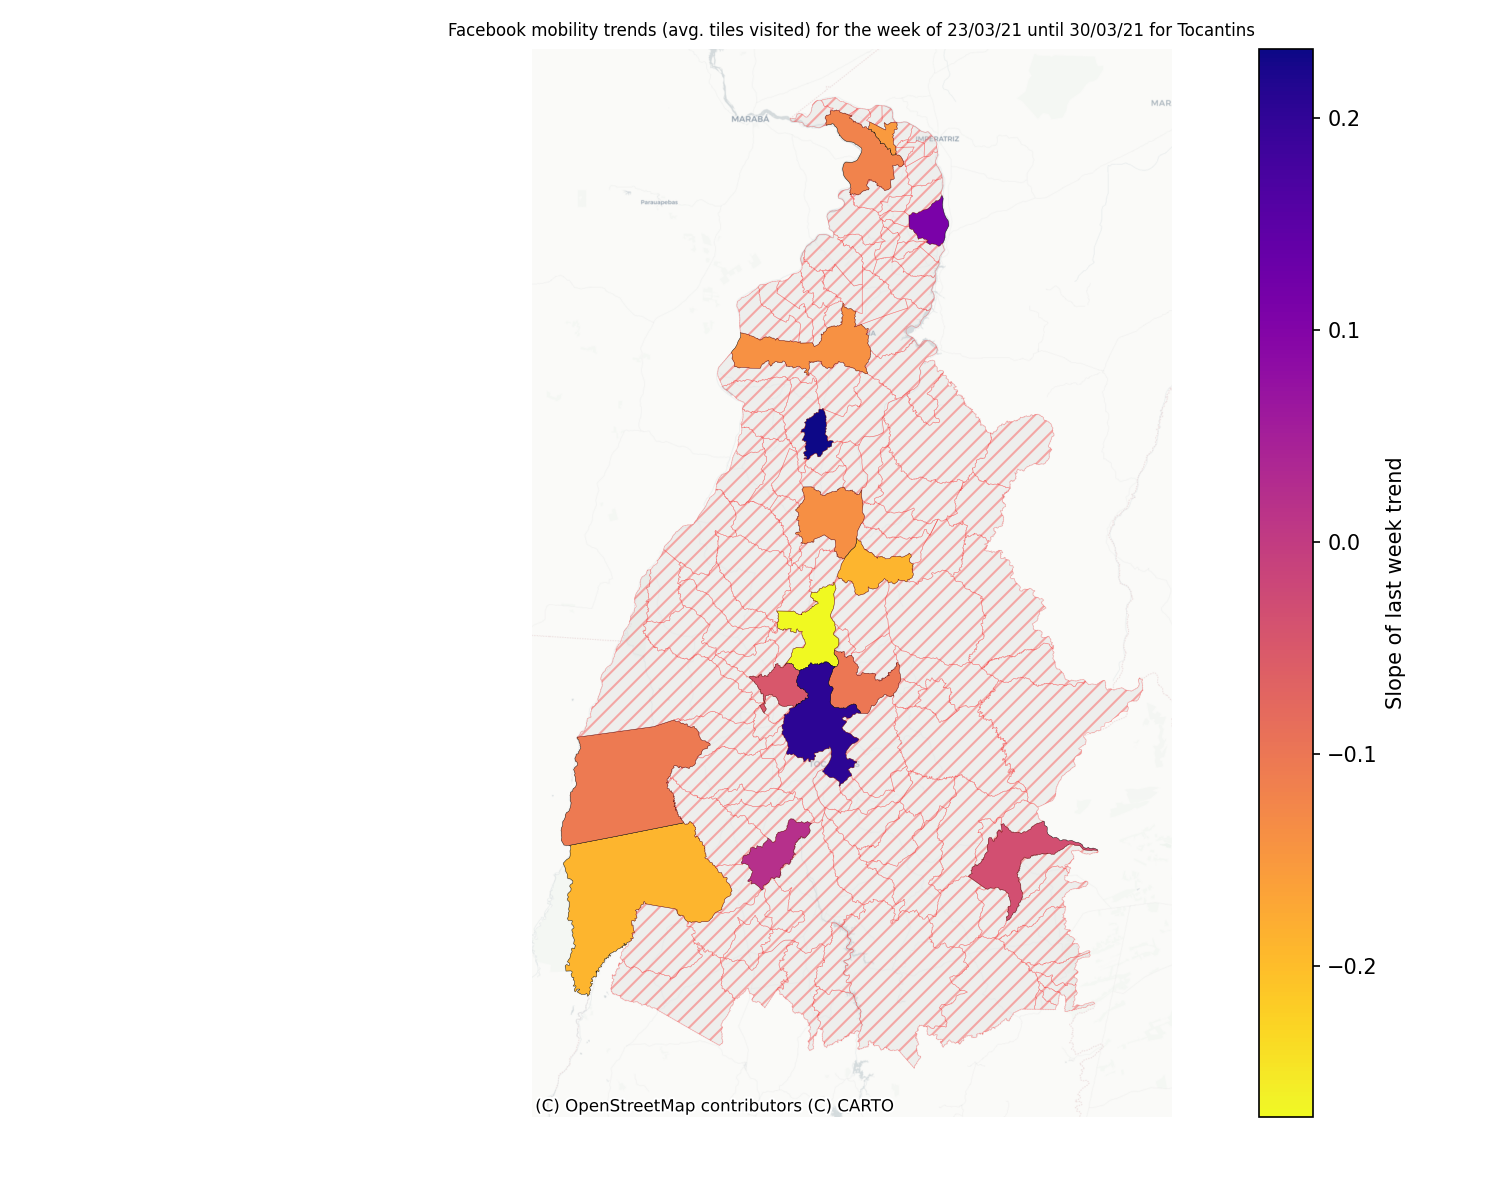 Facebook mobility trends (avg. tiles visited) for the week of 23/03/21 until 30/03/21 for Tocantins
MAR
MARABÁ
IMPERATRIZ
Parauapebas
0.2
0.1
0.0
−0.1
−0.2
Slope of last week trend
(C) OpenStreetMap contributors (C) CARTO